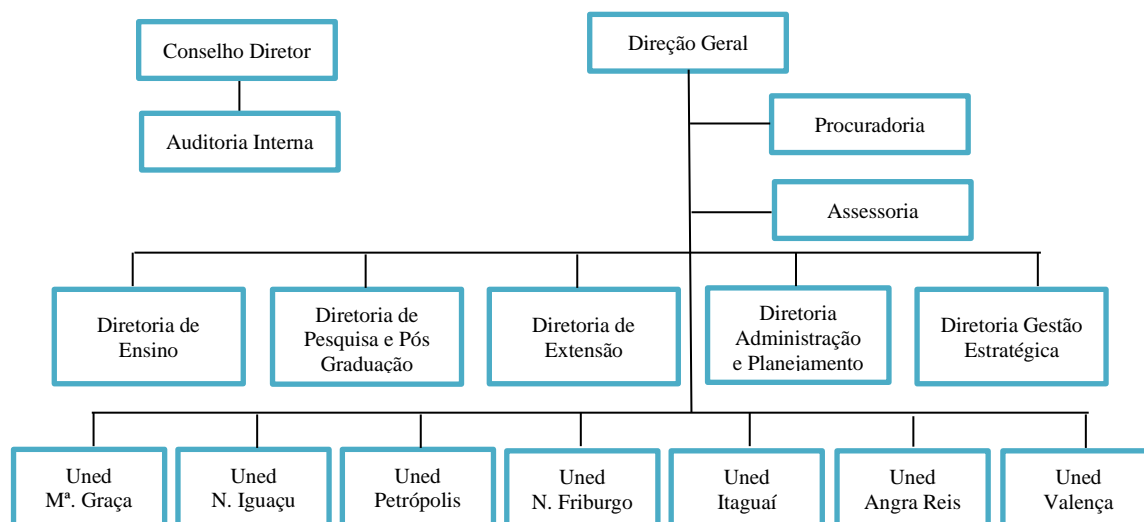 Conselho Diretor
Direção Geral
Auditoria Interna
Procuradoria
Assessoria
Diretoria de
Ensino
Diretoria de
Pesquisa e Pós
Graduação
Diretoria de
Extensão
Diretoria
Administração
e Planejamento
Diretoria Gestão
Estratégica
Uned
Mª. Graça
Uned
N. Iguaçu
Uned
Petrópolis
Uned
N. Friburgo
Uned
Itaguaí
Uned
Angra Reis
Uned
Valença